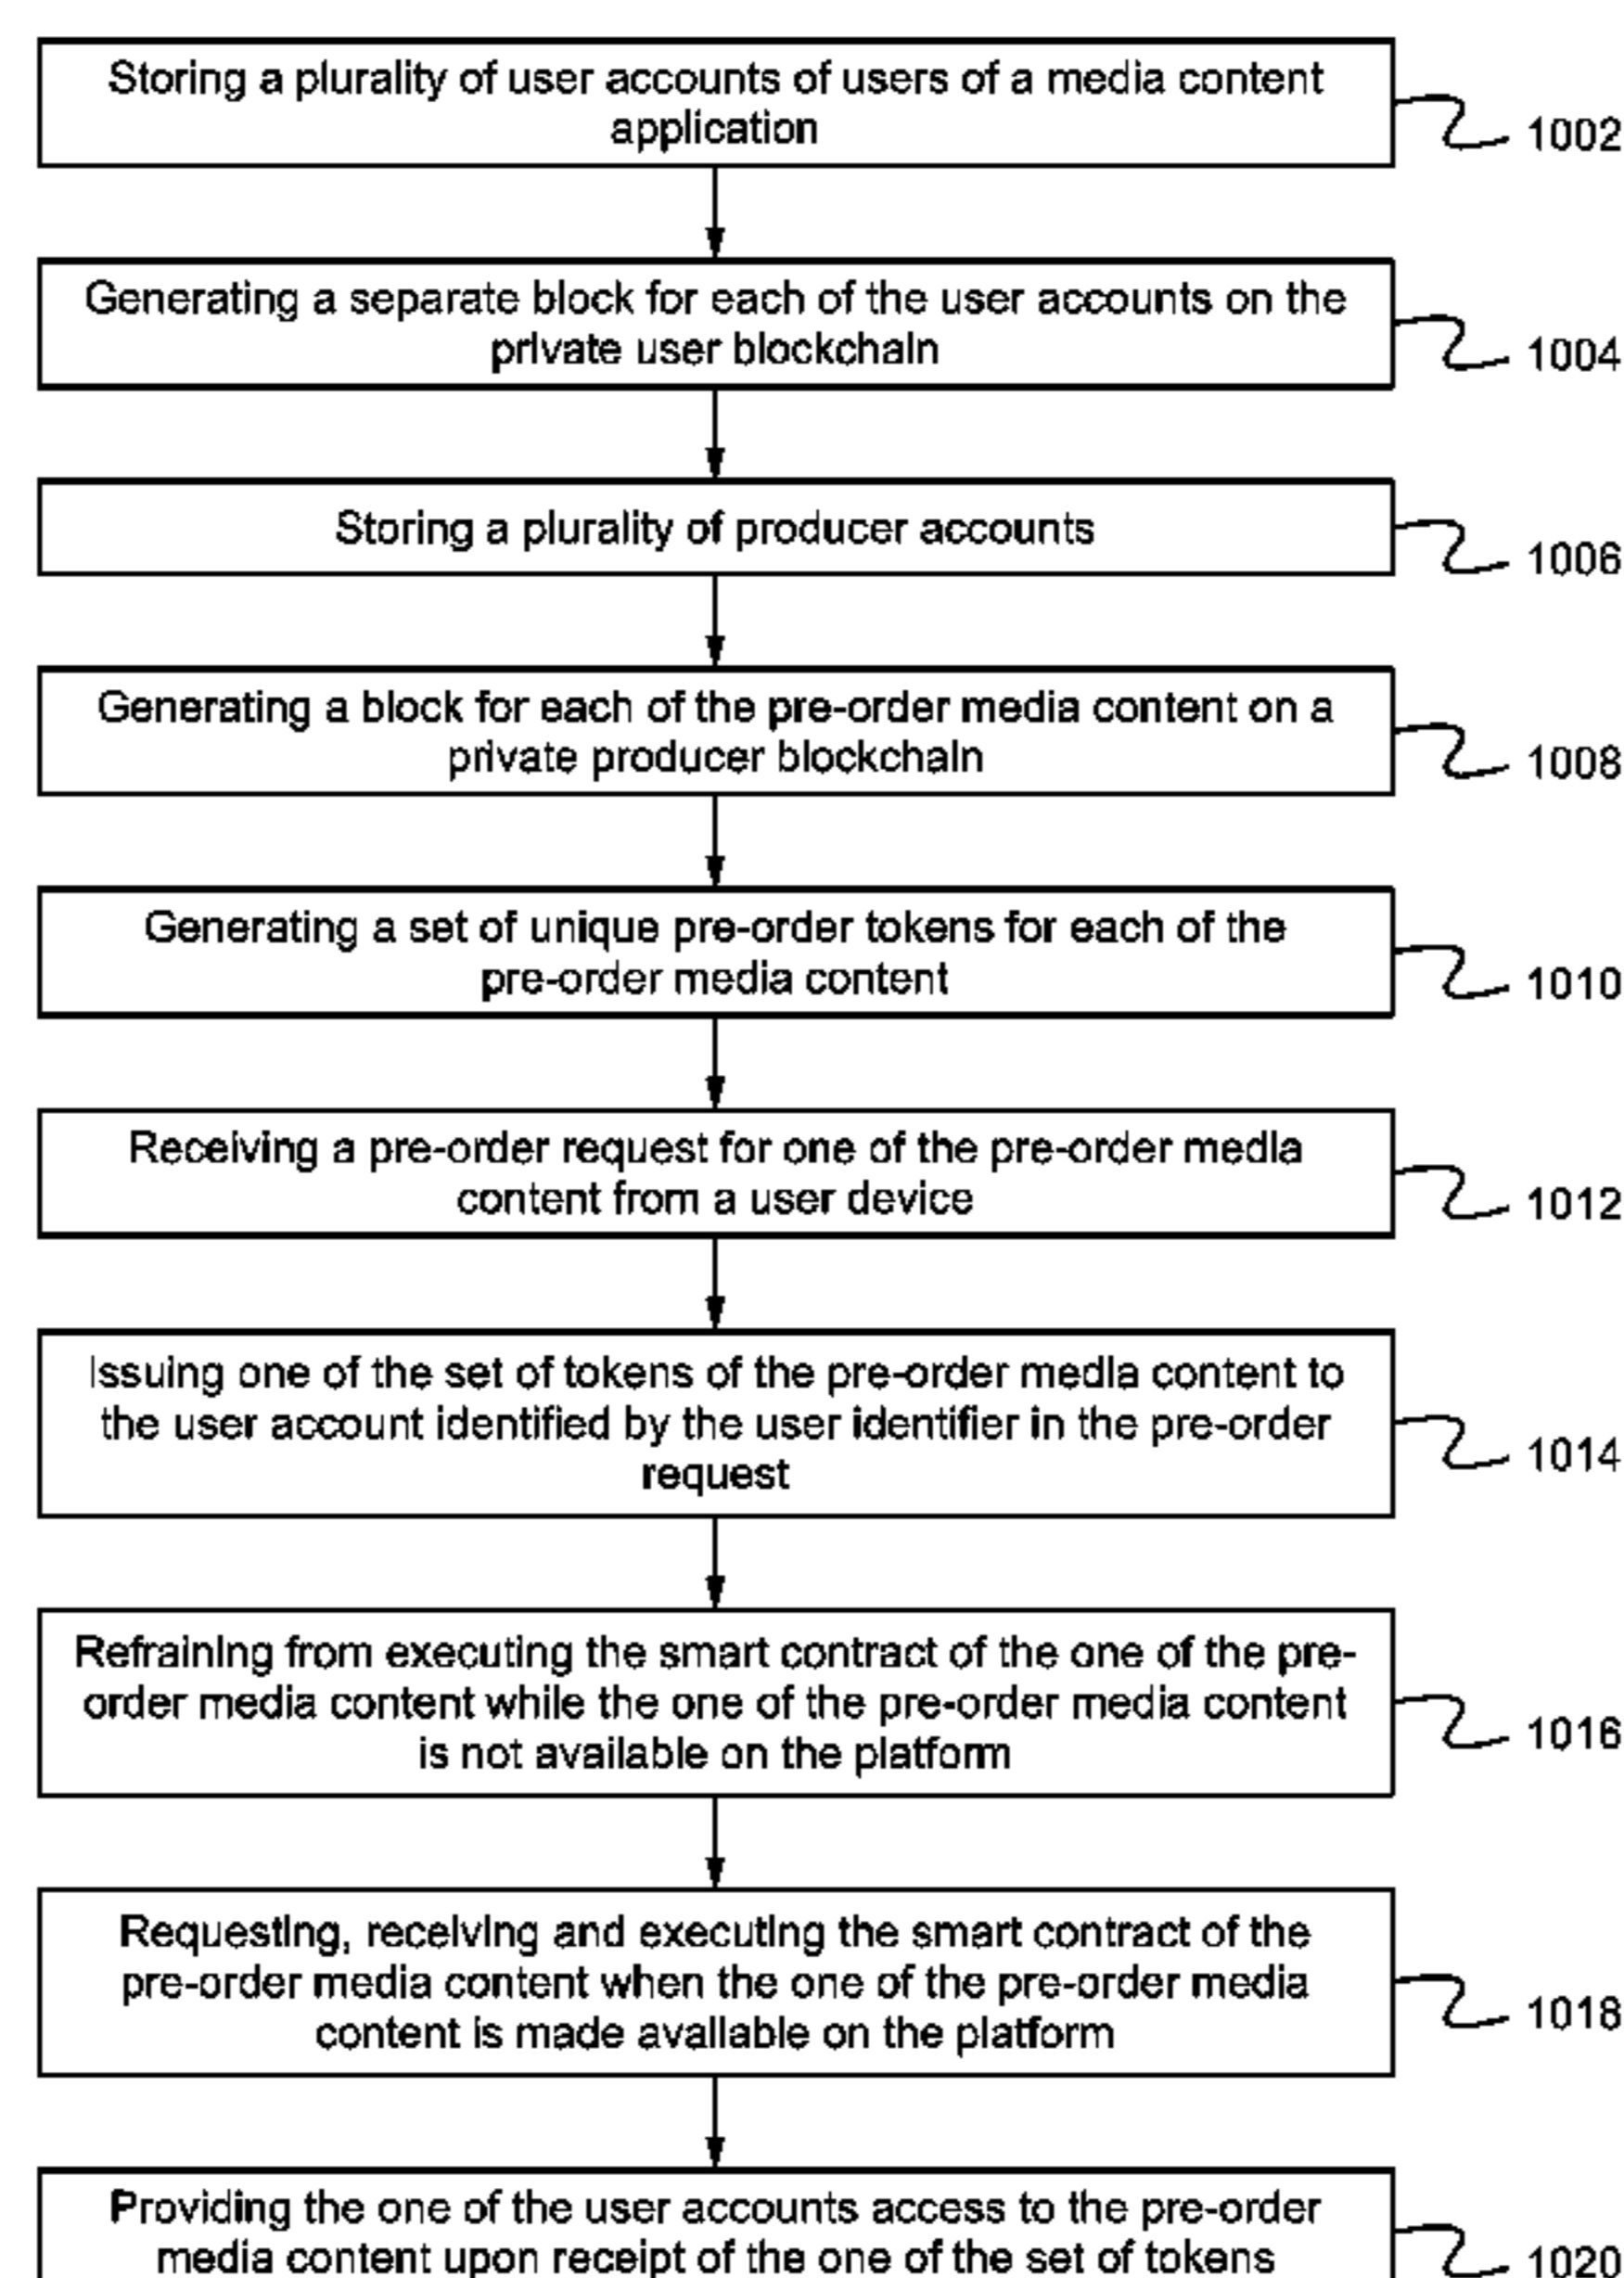 Storing a plurality of user accounts of users of a media content
application
1002
Generating a separate block for each of the user accounts on the
private user blockchain
1004
Storing a plurality of producer accounts
1006
Generating a block for each of the pre-order media content on a
private producer blockchain
1008
Generating a set of unique pre-order tokens for each of the
pre-order media content
1010
Receiving a pre-order request for one of the pre-order media
content from a user device
1012
Issuing one of the set of tokens of the pre-order media content to
the user account identified by the user identifier in the pre-order
request
1014
Refraining from executing the smart contract of the one of the pre-
order media content while the one of the pre-order media content
is not available on the platform
1016
Requesting, receiving and executing the smart contract of the
pre-order media content when the one of the pre-order media
content is made available on the platform
1018
Providing the one of the user accounts access to the pre-order
media content upon receipt of the one of the set of tokens
1020